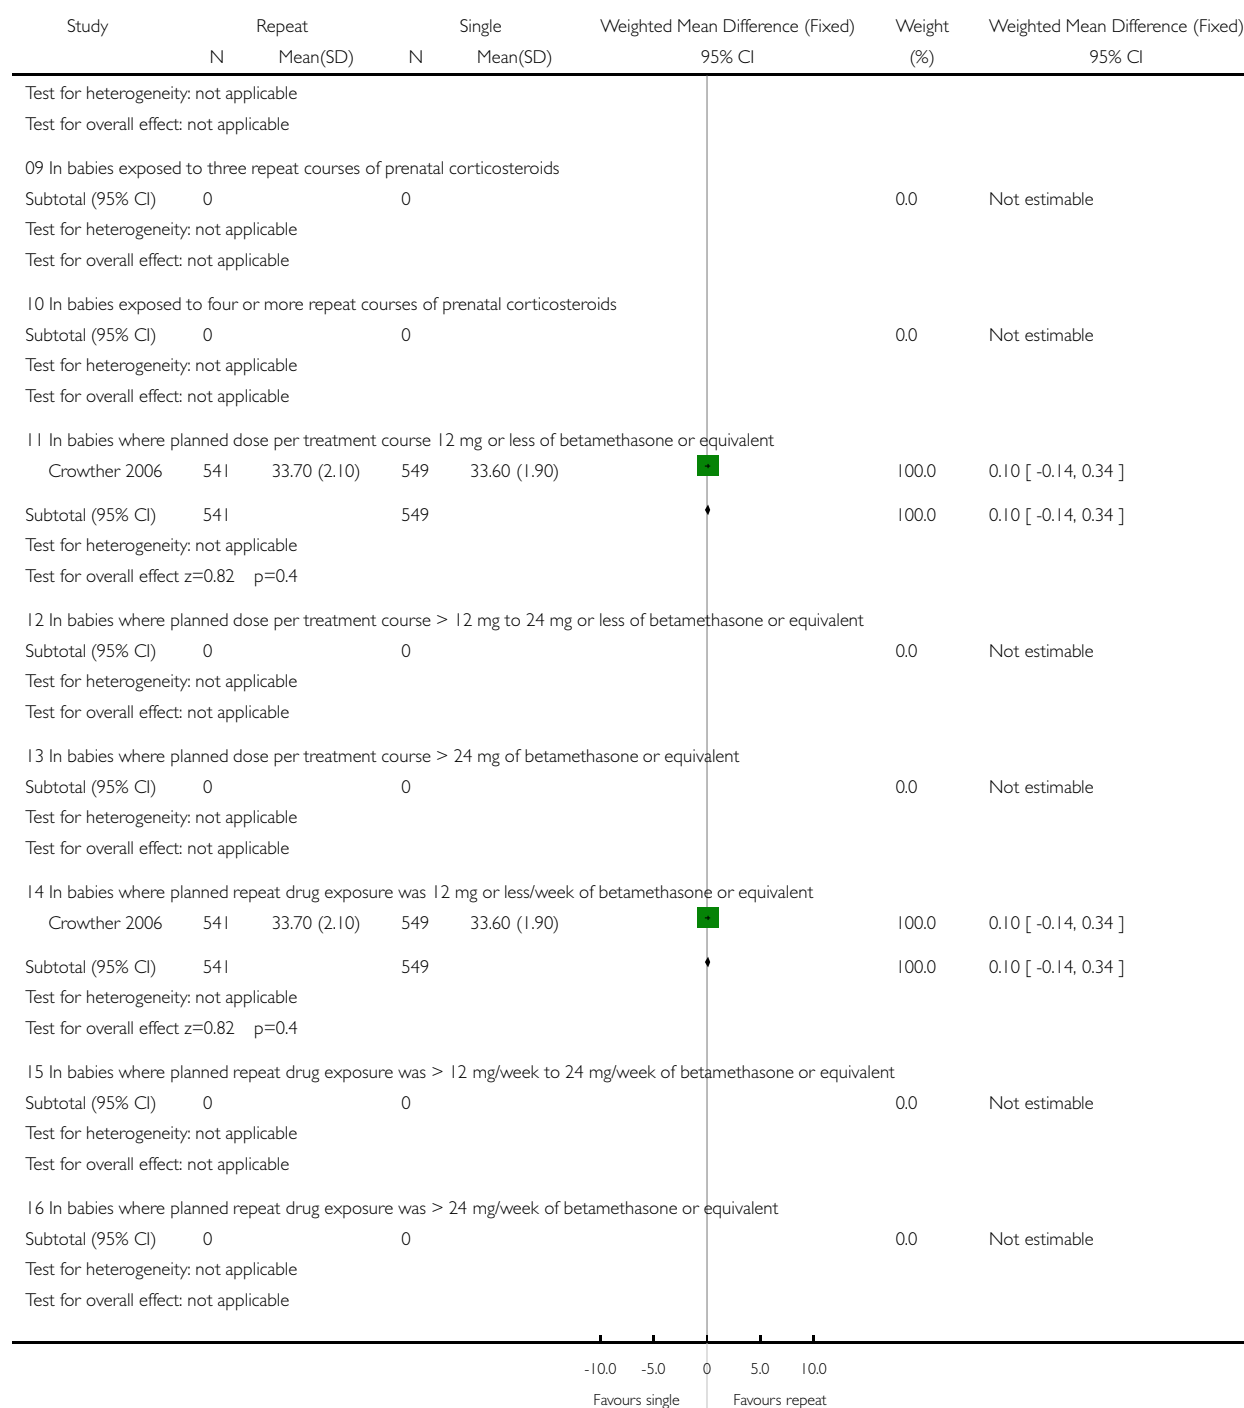 Study Repeat Single Weighted Mean Difference (Fixed) Weight Weighted Mean Difference (Fixed)
N Mean(SD) N Mean(SD) 95% CI (%) 95% CI
Test for heterogeneity: not applicable
Test for overall effect: not applicable
09 In babies exposed to three repeat courses of prenatal corticosteroids
Subtotal (95% CI) 0 0 0.0 Not estimable
Test for heterogeneity: not applicable
Test for overall effect: not applicable
10 In babies exposed to four or more repeat courses of prenatal corticosteroids
Subtotal (95% CI) 0 0 0.0 Not estimable
Test for heterogeneity: not applicable
Test for overall effect: not applicable
11 In babies where planned dose per treatment course 12 mg or less of betamethasone or equivalent
Crowther 2006 541 33.70 (2.10) 549 33.60 (1.90) 100.0 0.10 [ -0.14, 0.34 ]
Subtotal (95% CI) 541 549 100.0 0.10 [ -0.14, 0.34 ]
Test for heterogeneity: not applicable
Test for overall effect z=0.82 p=0.4
12 In babies where planned dose per treatment course > 12 mg to 24 mg or less of betamethasone or equivalent
Subtotal (95% CI) 0 0 0.0 Not estimable
Test for heterogeneity: not applicable
Test for overall effect: not applicable
13 In babies where planned dose per treatment course > 24 mg of betamethasone or equivalent
Subtotal (95% CI) 0 0 0.0 Not estimable
Test for heterogeneity: not applicable
Test for overall effect: not applicable
14 In babies where planned repeat drug exposure was 12 mg or less/week of betamethasone or equivalent
Crowther 2006 541 33.70 (2.10) 549 33.60 (1.90) 100.0 0.10 [ -0.14, 0.34 ]
Subtotal (95% CI) 541 549 100.0 0.10 [ -0.14, 0.34 ]
Test for heterogeneity: not applicable
Test for overall effect z=0.82 p=0.4
15 In babies where planned repeat drug exposure was > 12 mg/week to 24 mg/week of betamethasone or equivalent
Subtotal (95% CI) 0 0 0.0 Not estimable
Test for heterogeneity: not applicable
Test for overall effect: not applicable
16 In babies where planned repeat drug exposure was > 24 mg/week of betamethasone or equivalent
Subtotal (95% CI) 0 0 0.0 Not estimable
Test for heterogeneity: not applicable
Test for overall effect: not applicable
-10.0 -5.0 0 5.0 10.0
Favours single Favours repeat